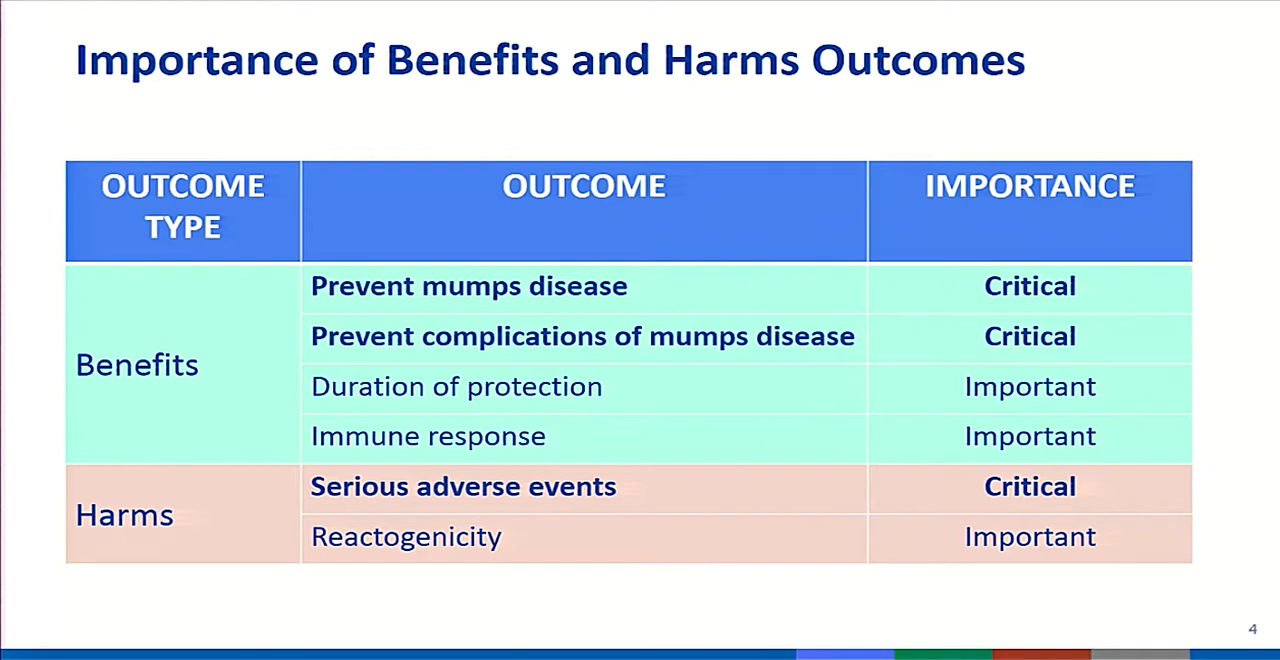 Importance of Benefits and Harms Outcomes
OUTCOME
TYPE
OUTCOME
IMPORTANCE
Benefits
Prevent mumps disease
Critical
Prevent complications of mumps disease
Critical
Duration of protection
Important
Immune response
Important
Harms
Serious adverse events
Critical
Reactogenicity
Important
4